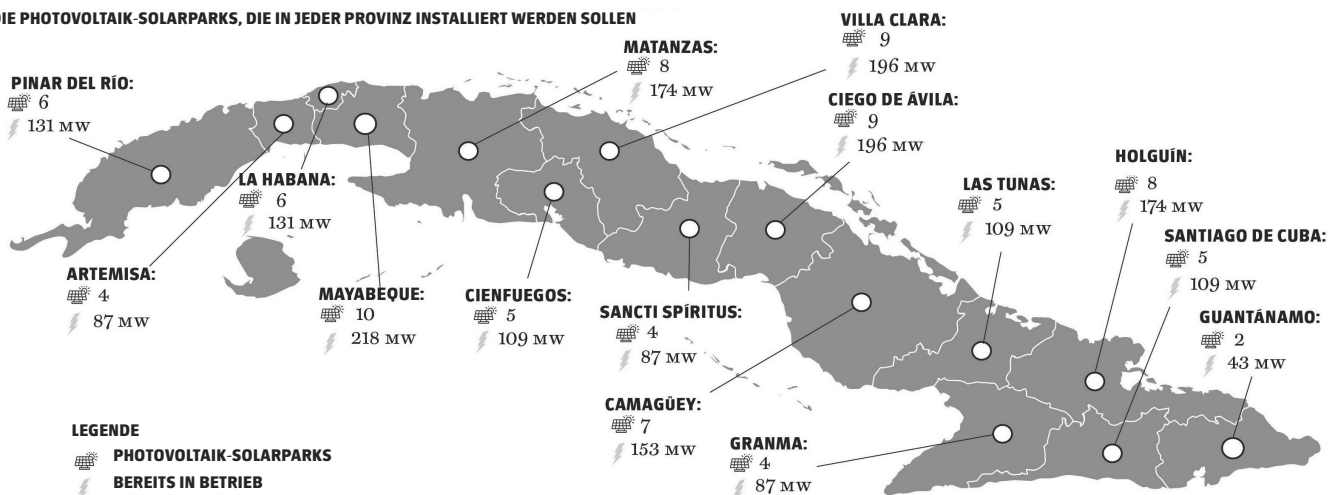 DIE PHOTOVOLTAIK-SOLARPARKS, DIE IN JEDER PROVINZ INSTALLIERT WERDEN SOLLEN
PINAR DEL RÍO:
6
131 MW
ARTEMISA:
4
87 MW
LA HABANA:
6
131 MW
MAYABEQUE:
10
218 MW
MATANZAS:
8
174 MW
CIENFUEGOS:
5
109 MW
VILLA CLARA:
9
196 MW
SANCTI SPÍRITUS:
4
87 MW
CIEGO DE ÁVILA:
9
196 MW
CAMAGÜEY:
7
153 MW
LAS TUNAS:
5
109 MW
GRANMA:
4
87 MW
HOLGUÍN:
8
174 MW
SANTIAGO DE CUBA:
5
109 MW
GUANTÁNAMO:
2
43 MW
LEGENDE
PHOTOVOLTAIK-SOLARPARKS
BEREITS IN BETRIEB